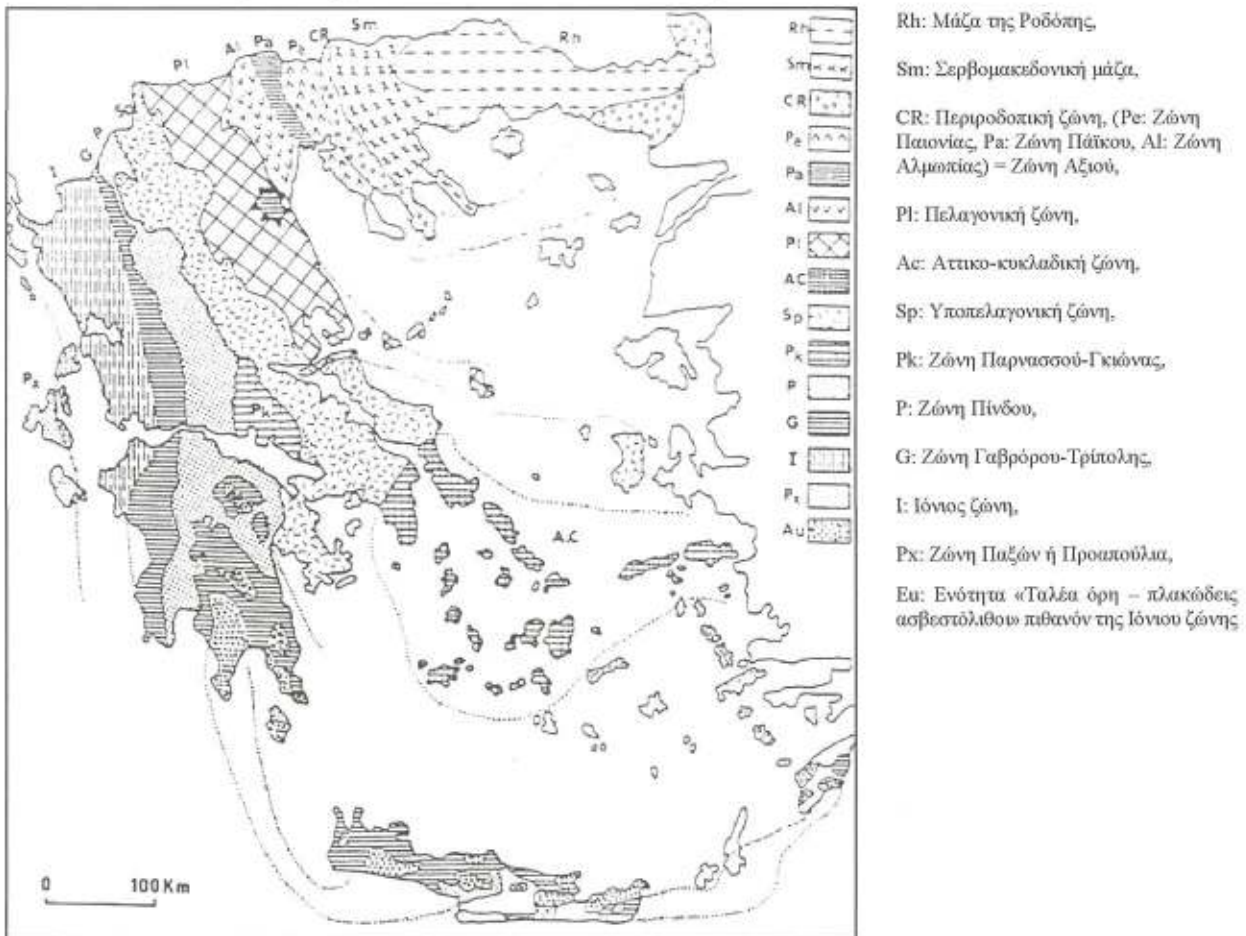 Sm
Rh
CR
Pe
Pa
Al
Pl
Sp
P
G
I
Px
Pk
A.C
0 100 Km
Rh
Sm
CR
Pe
Pa
Al
Pl
AC
Sp
Pk
P
G
I
Px
Au
Rh: Μάζα της Ροδόπης,
Sm: Σερβομακεδονική μάζα,
CR: Περιροδοπική ζώνη, (Pe: Ζώνη
Παιονίας, Pa: Ζώνη Πάϊκου, Al: Ζώνη
Αλμωπίας) = Ζώνη Αξιού,
Pl: Πελαγονική ζώνη,
Ac: Αττικο-κυκλαδική ζώνη,
Sp: Υποπελαγονική ζώνη,
Pk: Ζώνη Παρνασσού-Γκιώνας,
P: Ζώνη Πίνδου,
G: Ζώνη Γαβρόρου-Τρίπολης,
I: Ιόνιος ζώνη,
Px: Ζώνη Παξών ή Προαπούλια,
Eu: Ενότητα «Ταλέα όρη – πλακώδεις
ασβεστόλιθοι» πιθανόν της Ιόνιου ζώνης